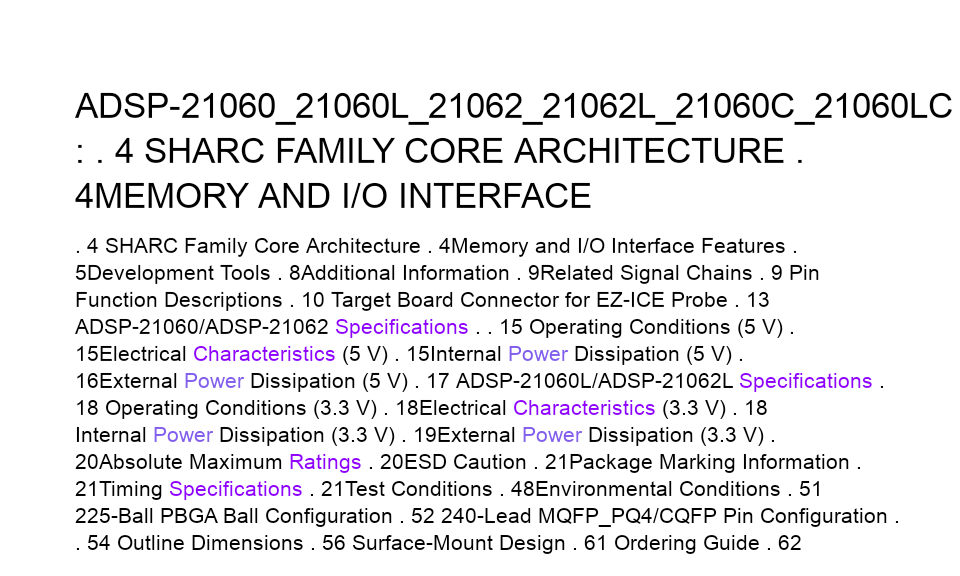 ADSP-21060_21060L_21062_21062L_21060C_21060LC
: . 4 SHARC FAMILY CORE ARCHITECTURE .
4MEMORY AND I/O INTERFACE
. 4 SHARC Family Core Architecture . 4Memory and I/O Interface Features .
5Development Tools . 8Additional Information . 9Related Signal Chains . 9 Pin
Function Descriptions . 10 Target Board Connector for EZ-ICE Probe . 13
ADSP-21060/ADSP-21062 Specifications . . 15 Operating Conditions (5 V) .
15Electrical Characteristics (5 V) . 15Internal Power Dissipation (5 V) .
16External Power Dissipation (5 V) . 17 ADSP-21060L/ADSP-21062L Specifications .
18 Operating Conditions (3.3 V) . 18Electrical Characteristics (3.3 V) . 18
Internal Power Dissipation (3.3 V) . 19External Power Dissipation (3.3 V) .
20Absolute Maximum Ratings . 20ESD Caution . 21Package Marking Information .
21Timing Specifications . 21Test Conditions . 48Environmental Conditions . 51
225-Ball PBGA Ball Configuration . 52 240-Lead MQFP_PQ4/CQFP Pin Configuration .
. 54 Outline Dimensions . 56 Surface-Mount Design . 61 Ordering Guide . 62